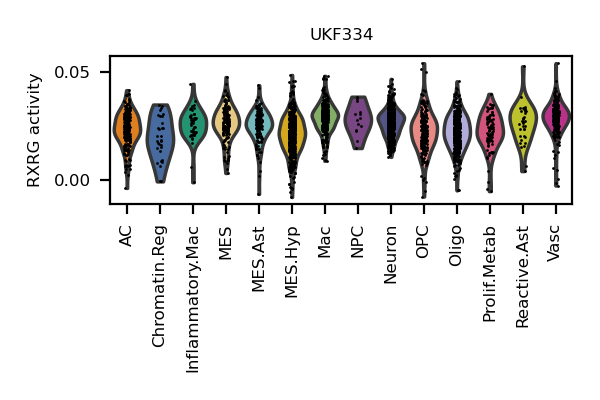 UKF334
RXRG activity
0.05
0.00
AC
Chromatin.Reg
Inflammatory.Mac
MES
MES.Ast
MES.Hyp
Mac
NPC
Neuron
OPC
Oligo
Prolif.Metab
Reactive.Ast
Vasc